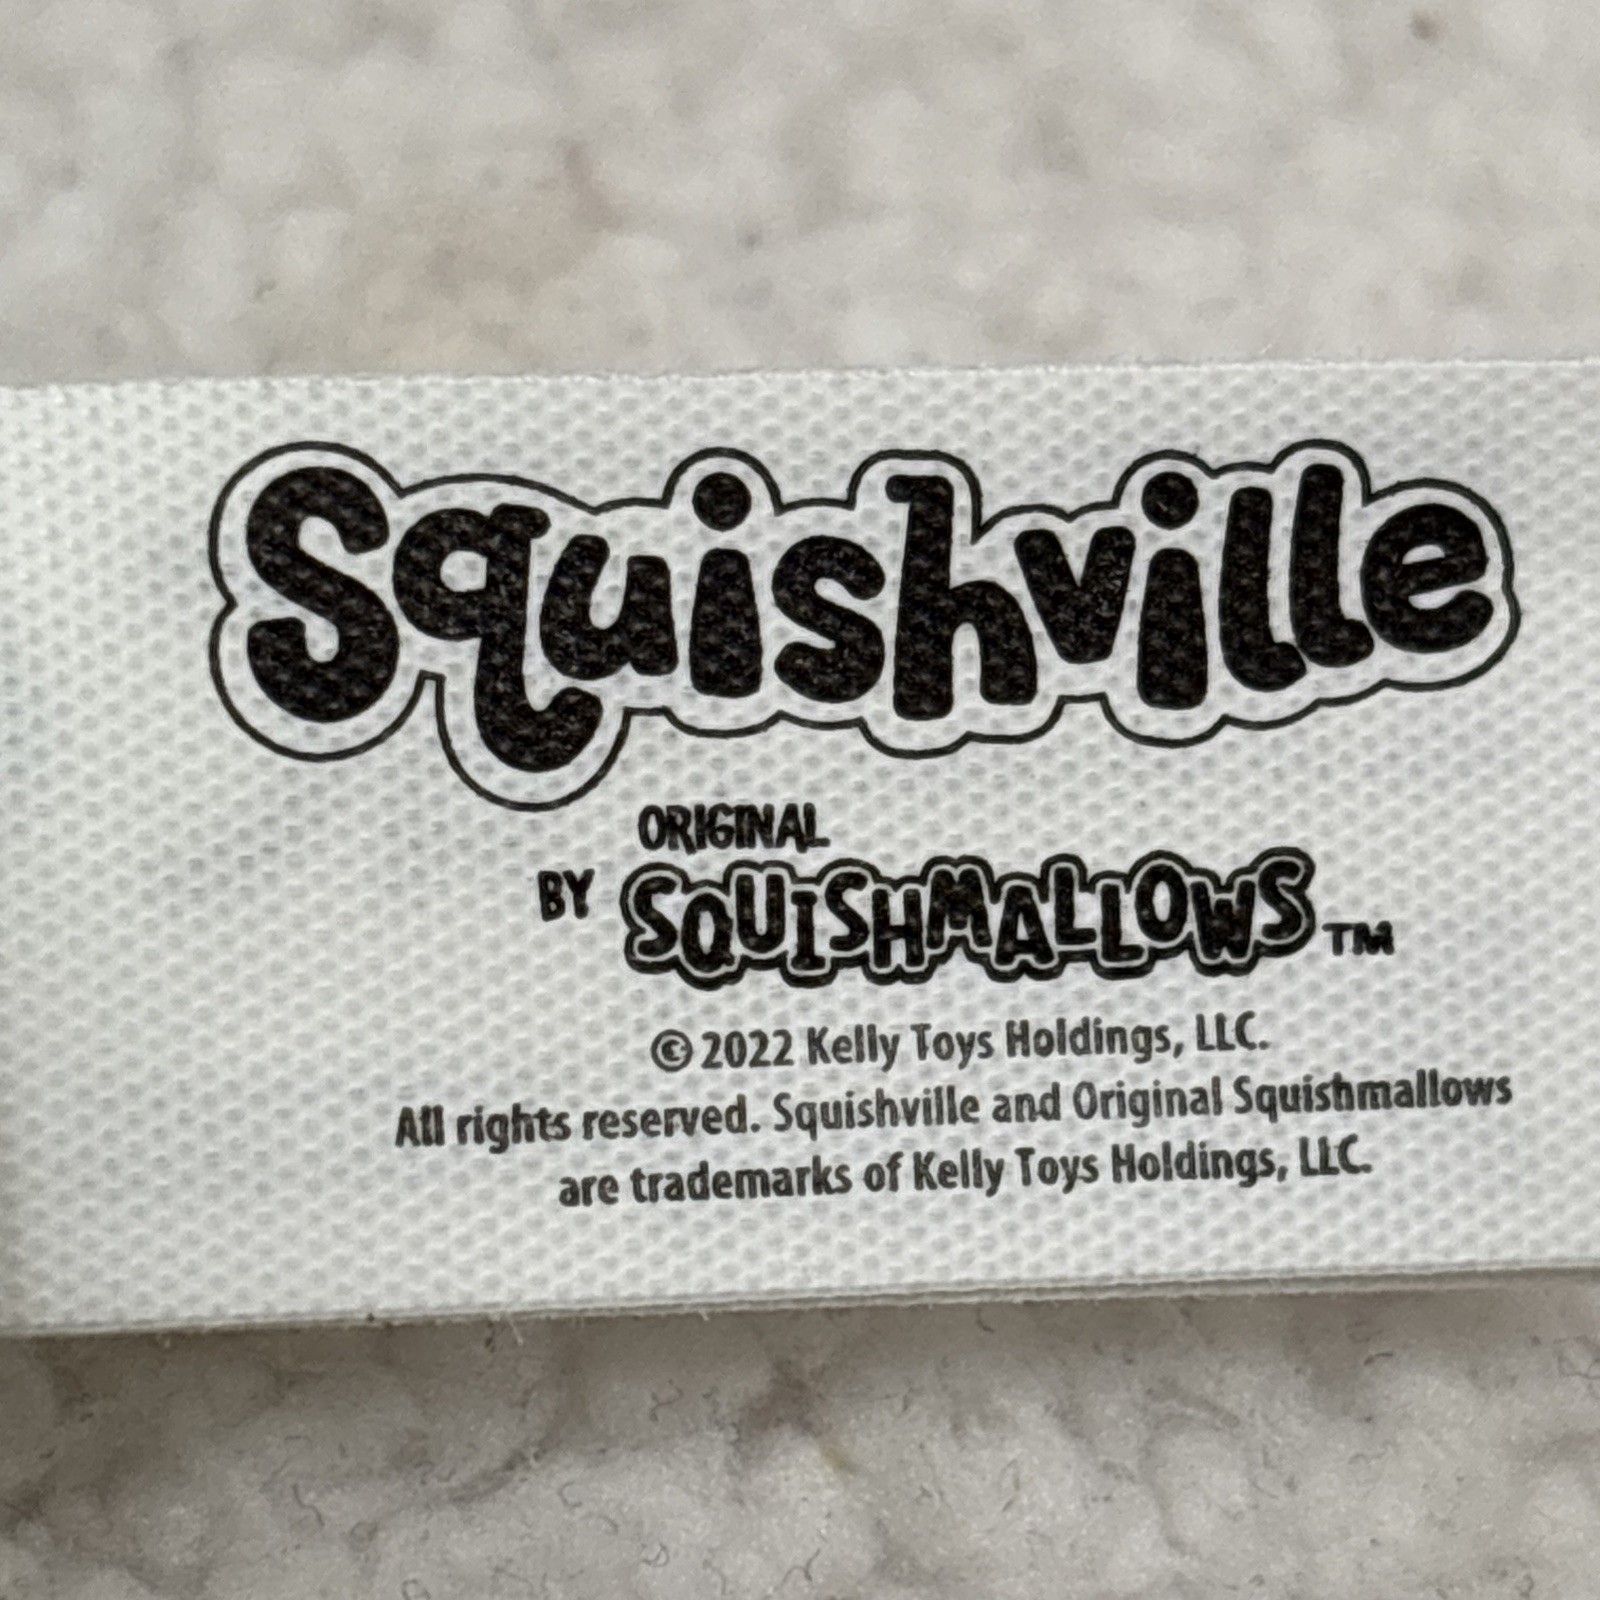 Squishville
ORIGINAL
BY SQUISHMALLOWS™
© 2022 Kelly Toys Holdings, LLC.
All rights reserved. Squishville and Original Squishmallows
are trademarks of Kelly Toys Holdings, LLC.